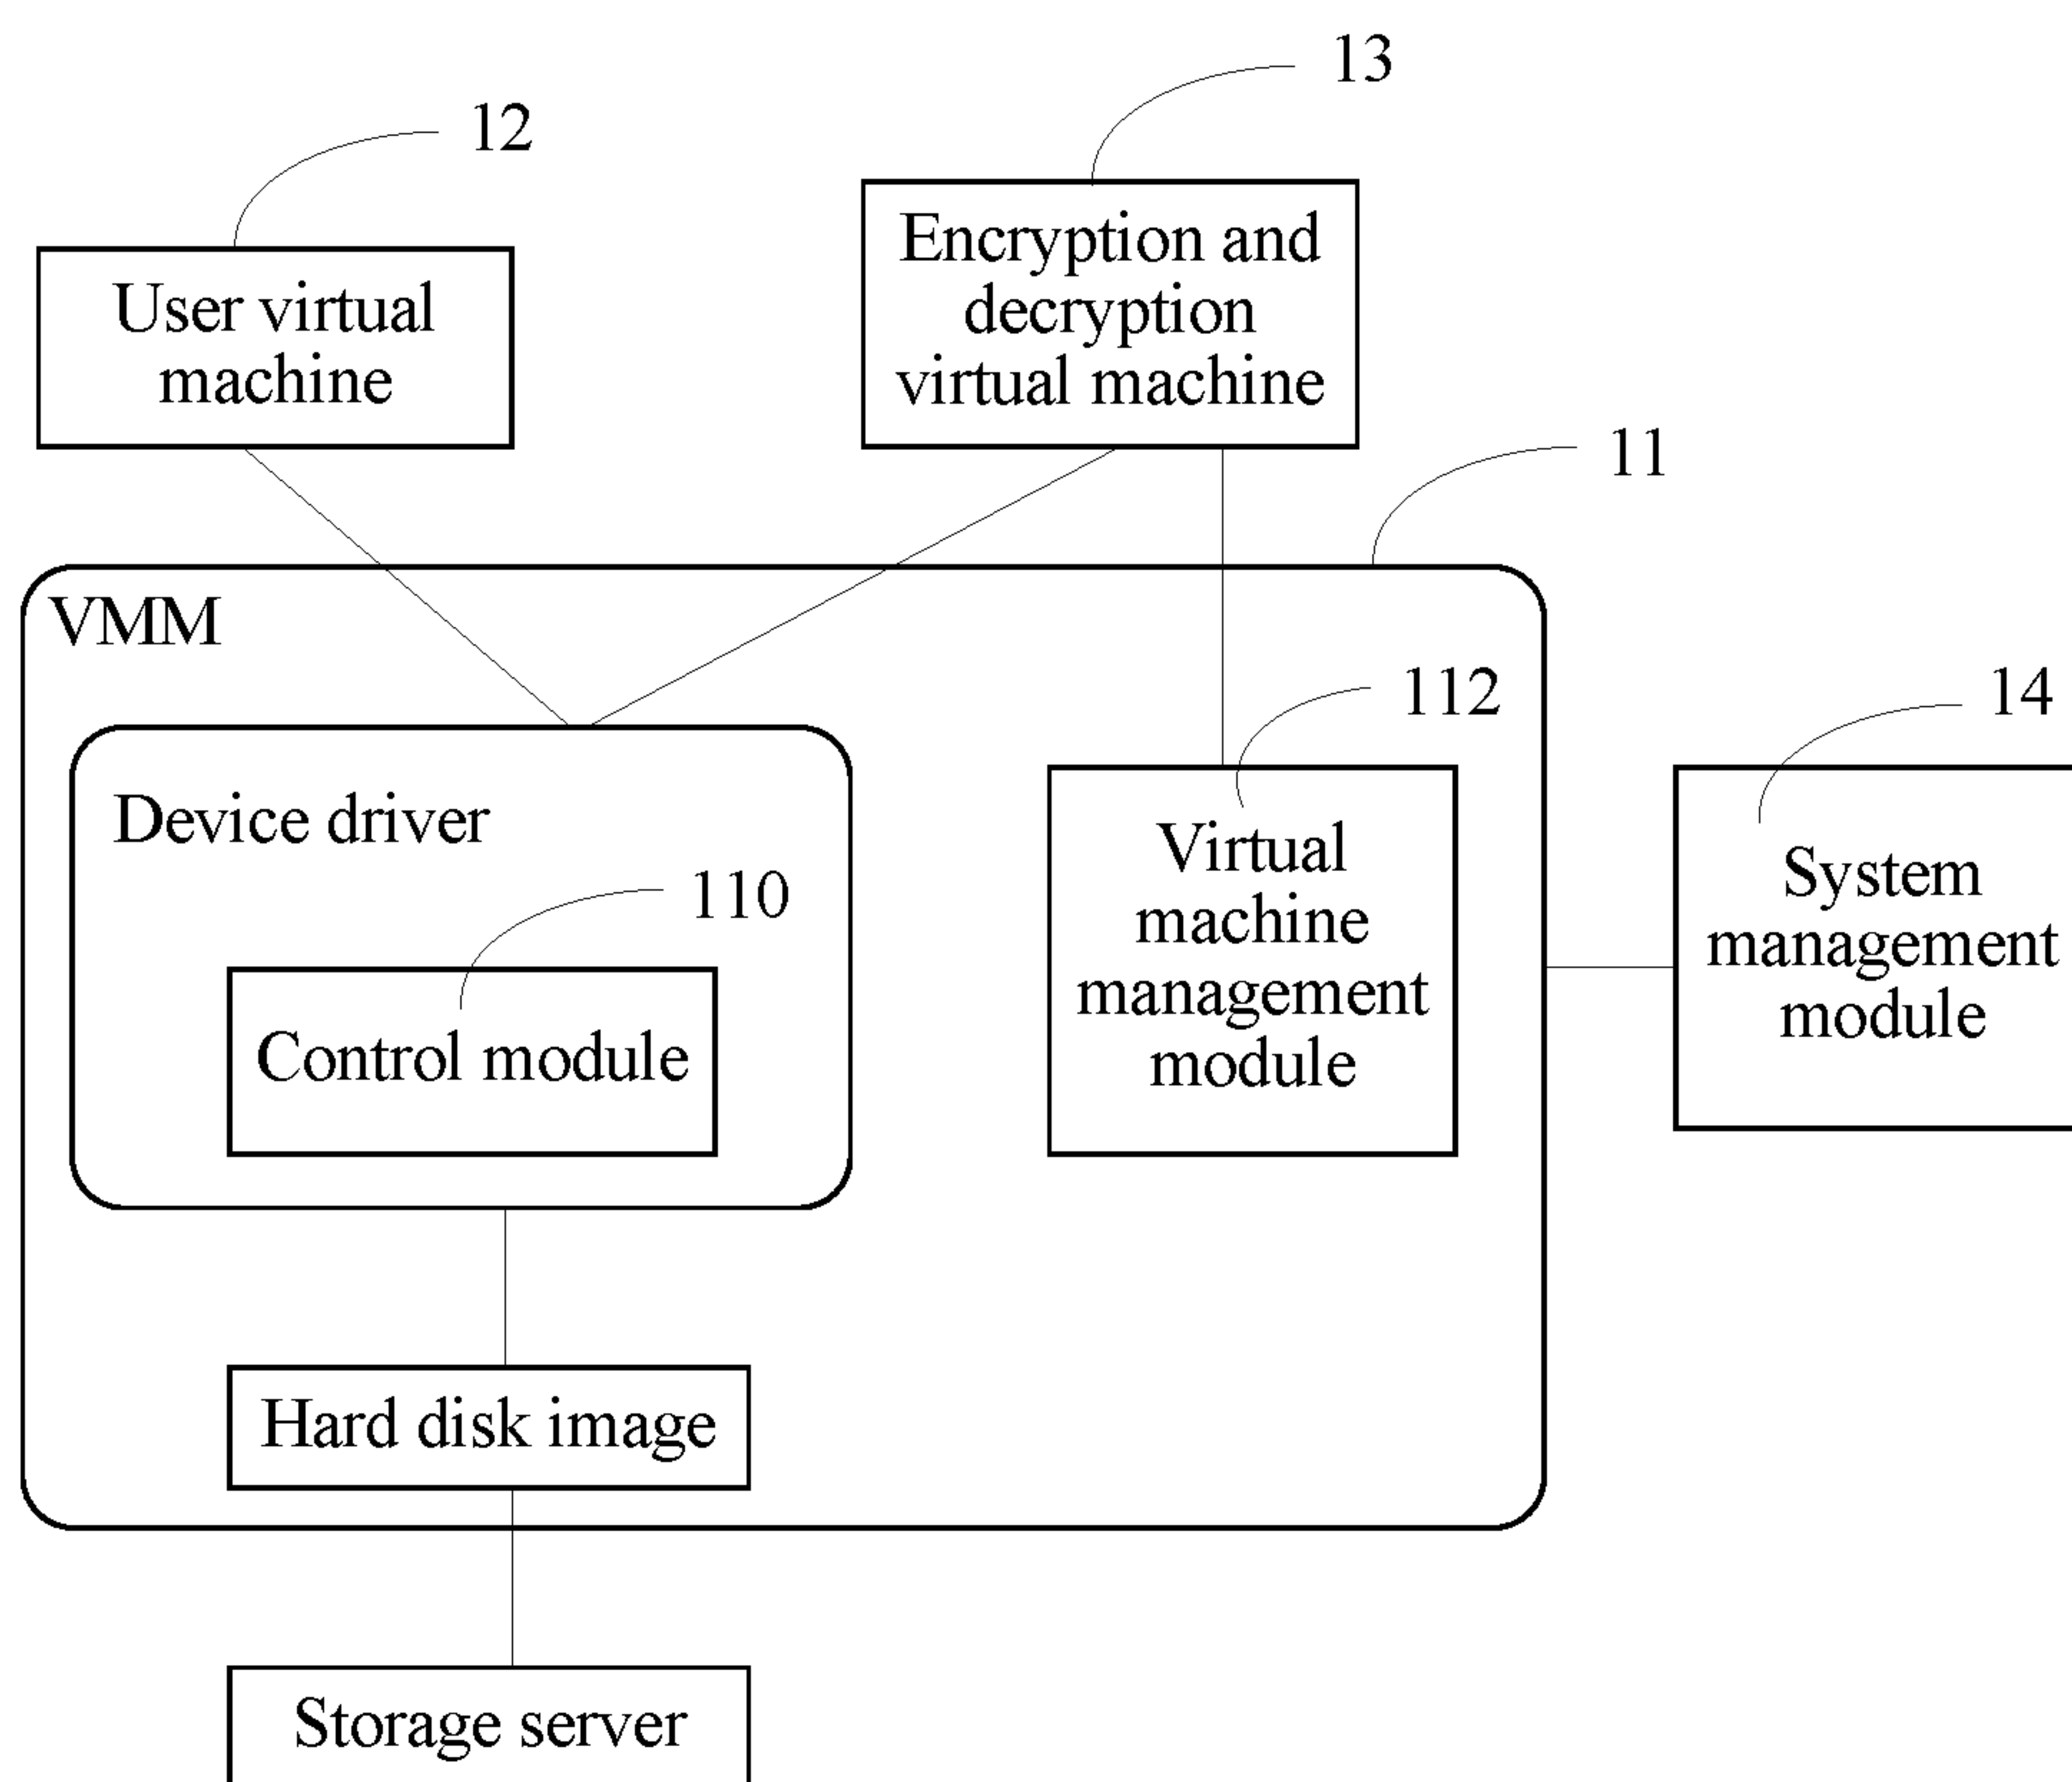 13
12
Encryption and
decryption
virtual machine
User virtual
machine
11
VMM
112
14
Device driver
110
Virtual
machine
management
module
System
management
module
Control module
Hard disk image
Storage server